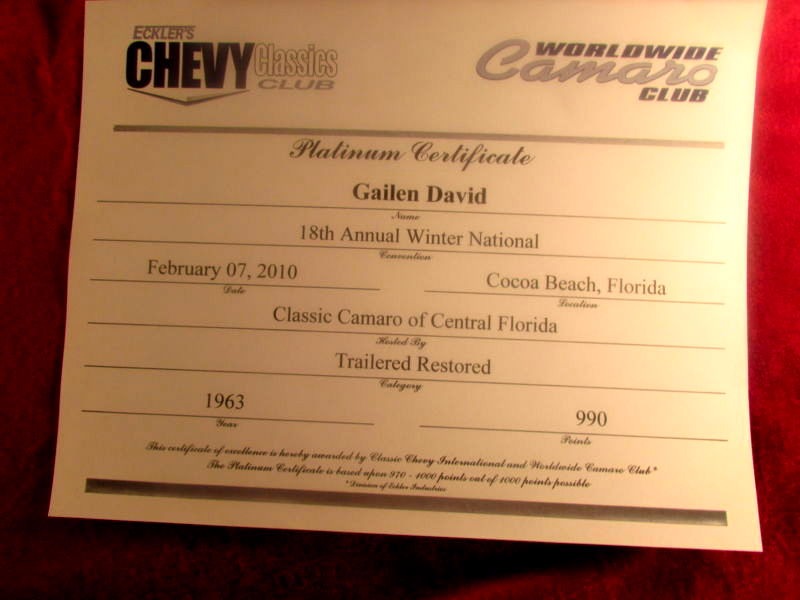 ECKLER'S
CHEVY Classics
CLUB
WORLDWIDE
Camaro
CLUB
Platinum Certificate
Gailen David
Name
18th Annual Winter National
Convention
February 07, 2010
Date
Cocoa Beach, Florida
Location
Classic Camaro of Central Florida
Hosted By
Trailered Restored
Category
1963
Year
990
Points
This certificate of excellence is hereby awarded by Classic Chevy International and Worldwide Camaro Club*
The Platinum Certificate is based upon 970 - 1000 points out of 1000 points possible
*Division of Eckler Industries